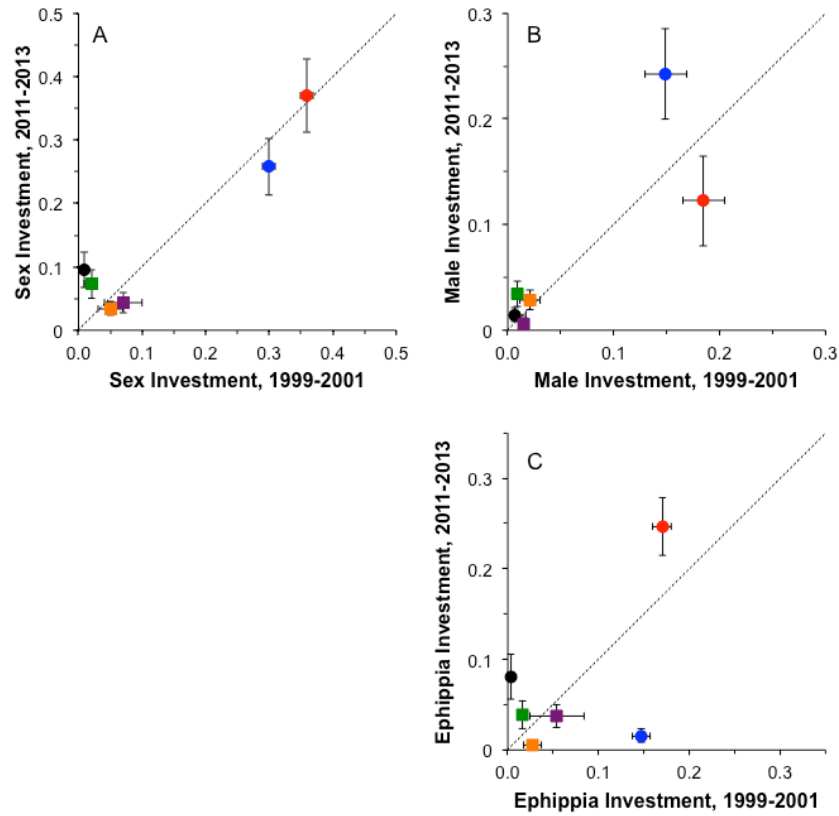 A
Sex Investment, 2011-2013
0.5
0.4
0.3
0.2
0.1
0
0.0 0.1 0.2 0.3 0.4 0.5
Sex Investment, 1999-2001
B
Male Investment, 2011-2013
0.3
0.2
0.1
0
0.0 0.1 0.2 0.3
Male Investment, 1999-2001
C
Ephippia Investment, 2011-2013
0.3
0.2
0.1
0
0.0 0.1 0.2 0.3
Ephippia Investment, 1999-2001